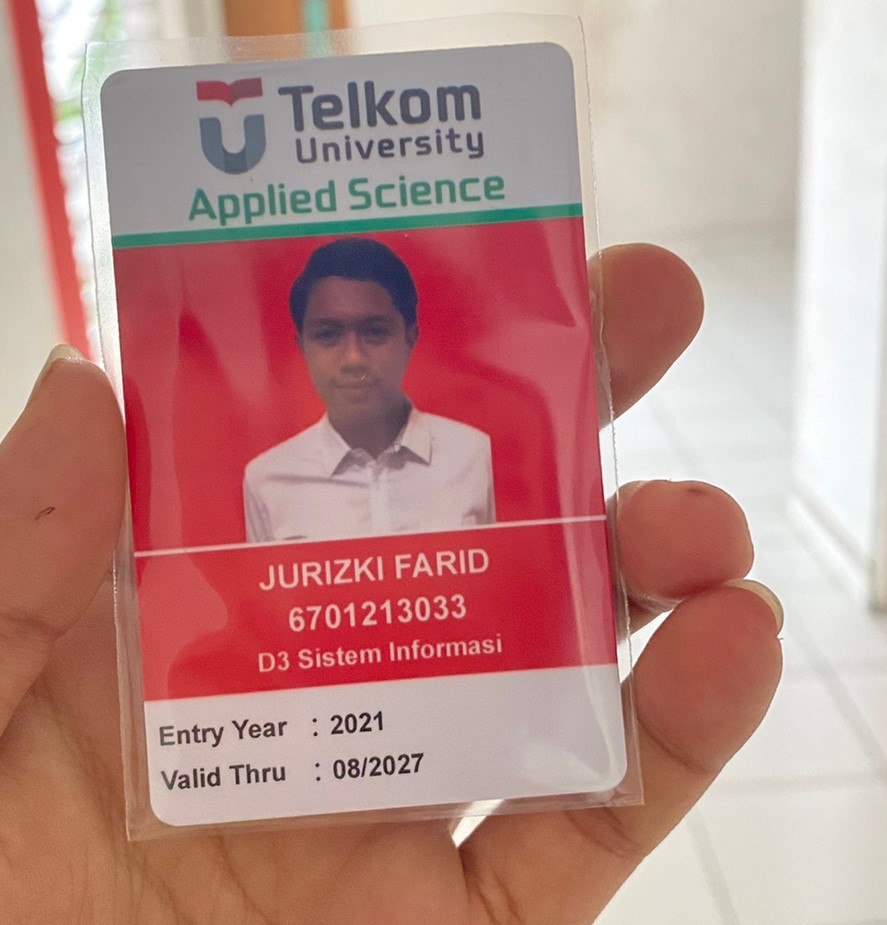 Telkom
University
Applied Science
JURIZKI FARID
6701213033
D3 Sistem Informasi
Entry Year : 2021
Valid Thru : 08/2027